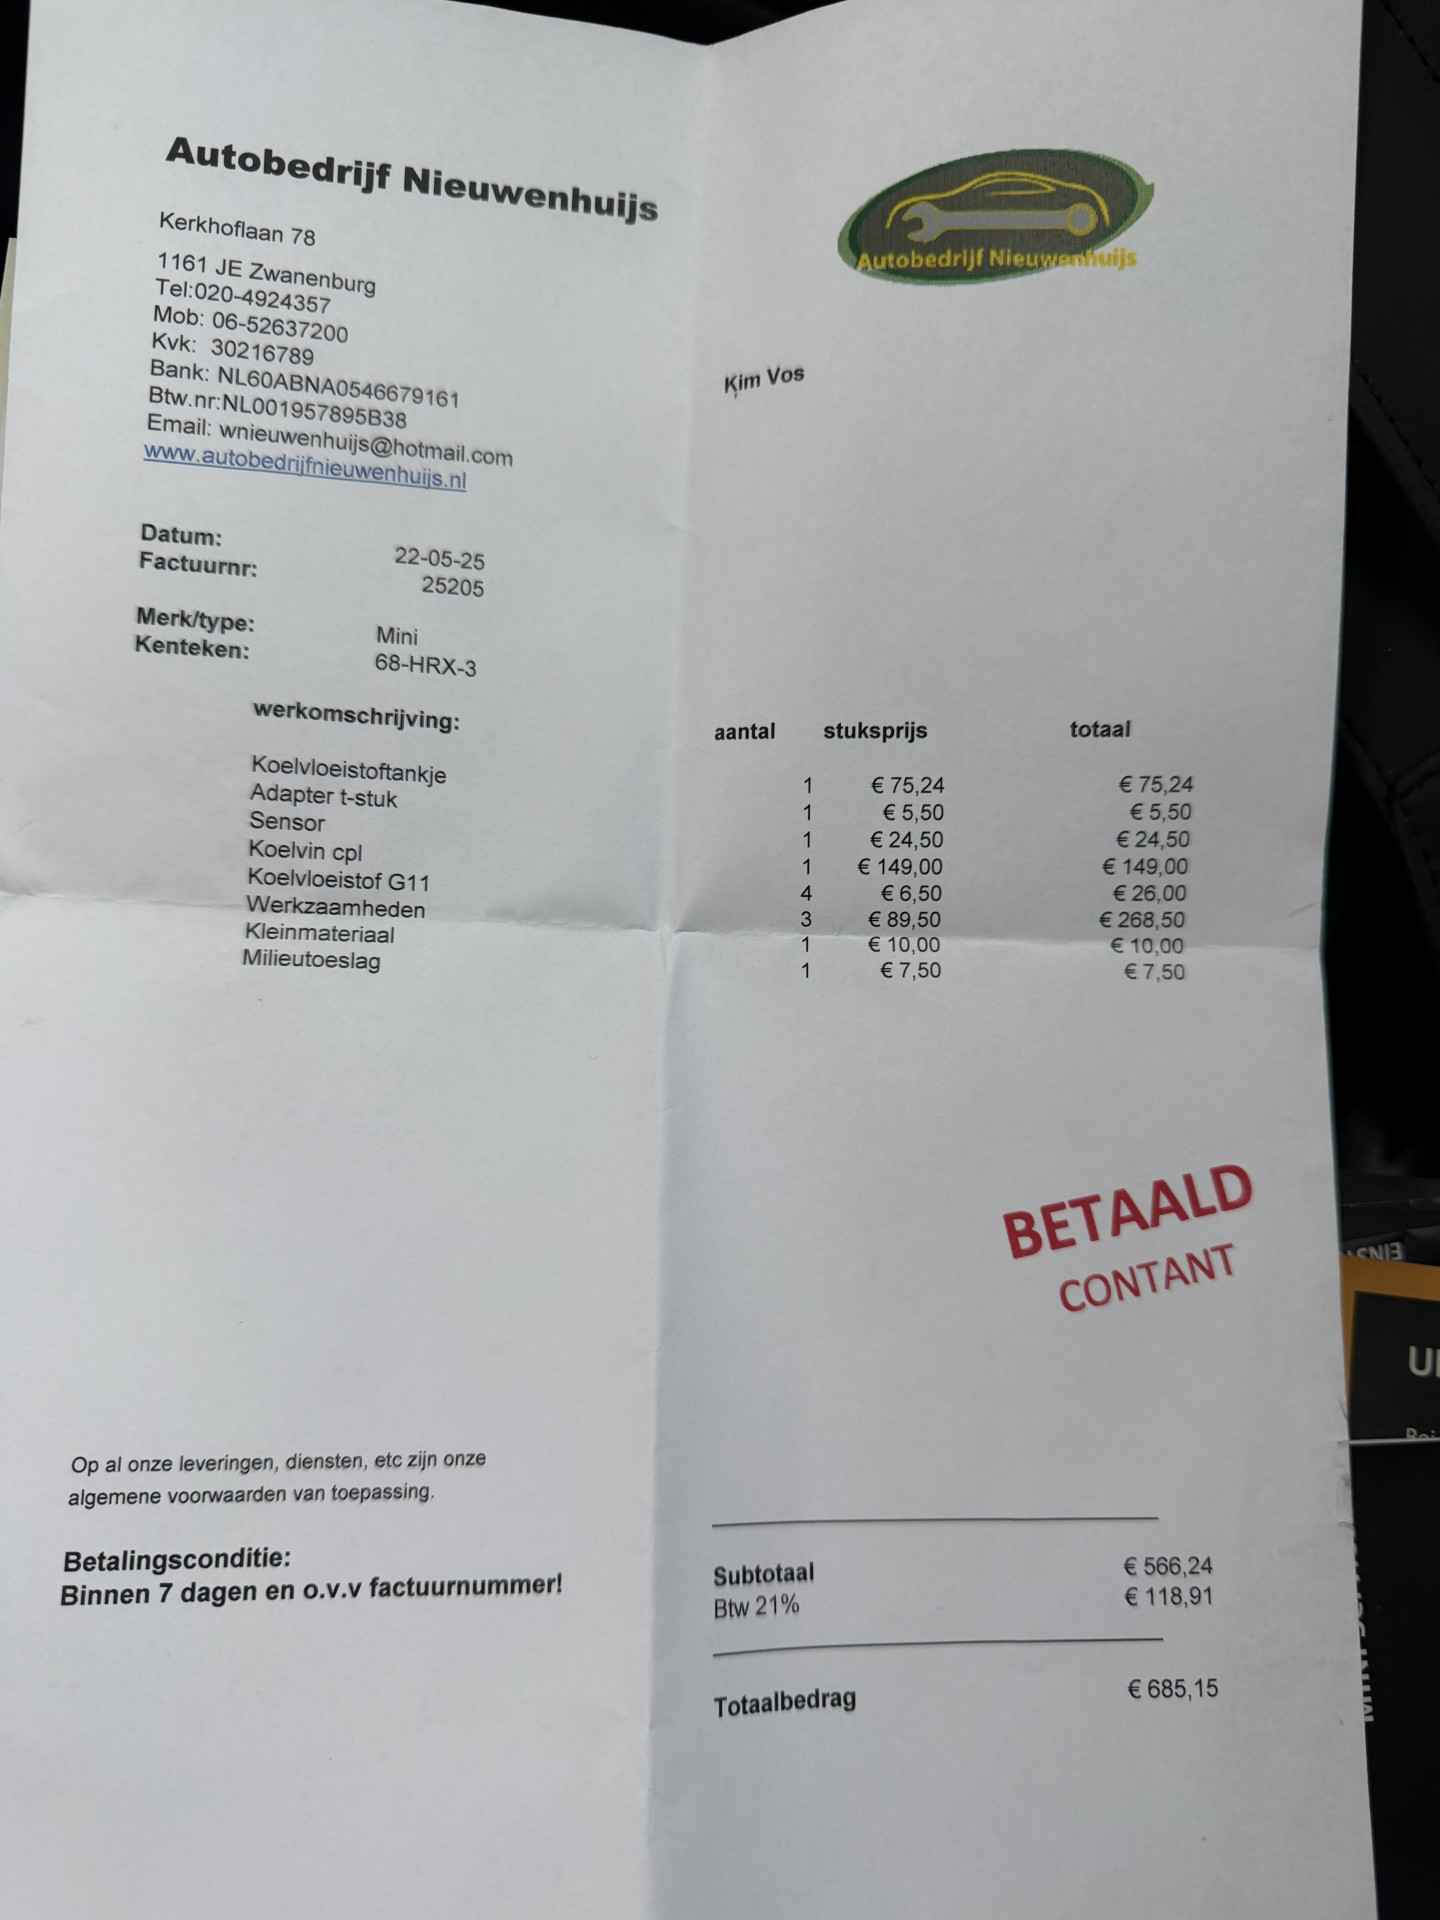 Autobedrijf Nieuwenhuijs
Kerkhoflaan 78
1161 JE Zwanenburg
Tel:020-4924357
Mob: 06-52637200
Kvk: 30216789
Bank: NL60ABNA0546679161
Btw.nr:NL001957895B38
Email: wnieuwenhuijs@hotmail.com
www.autobedrijfnieuwenhuijs.nl
Autobedrijf Nieuwenhuijs
Kim Vos
Datum: 22-05-25
Factuurnr: 25205
Merk/type: Mini
Kenteken: 68-HRX-3
werkomschrijving: aantal stuksprijs totaal
Koelvloeistoftankje 1 € 75,24 € 75,24
Adapter t-stuk 1 € 5,50 € 5,50
Sensor 1 € 24,50 € 24,50
Koelvin cpl 1 € 149,00 € 149,00
Koelvloeistof G11 4 € 6,50 € 26,00
Werkzaamheden 3 € 89,50 € 268,50
Kleinmateriaal 1 € 10,00 € 10,00
Milieutoeslag 1 € 7,50 € 7,50
BETAALD
CONTANT
Op al onze leveringen, diensten, etc zijn onze
algemene voorwaarden van toepassing.
Betalingsconditie:
Binnen 7 dagen en o.v.v factuurnummer!
Subtotaal € 566,24
Btw 21% € 118,91
Totaalbedrag € 685,15